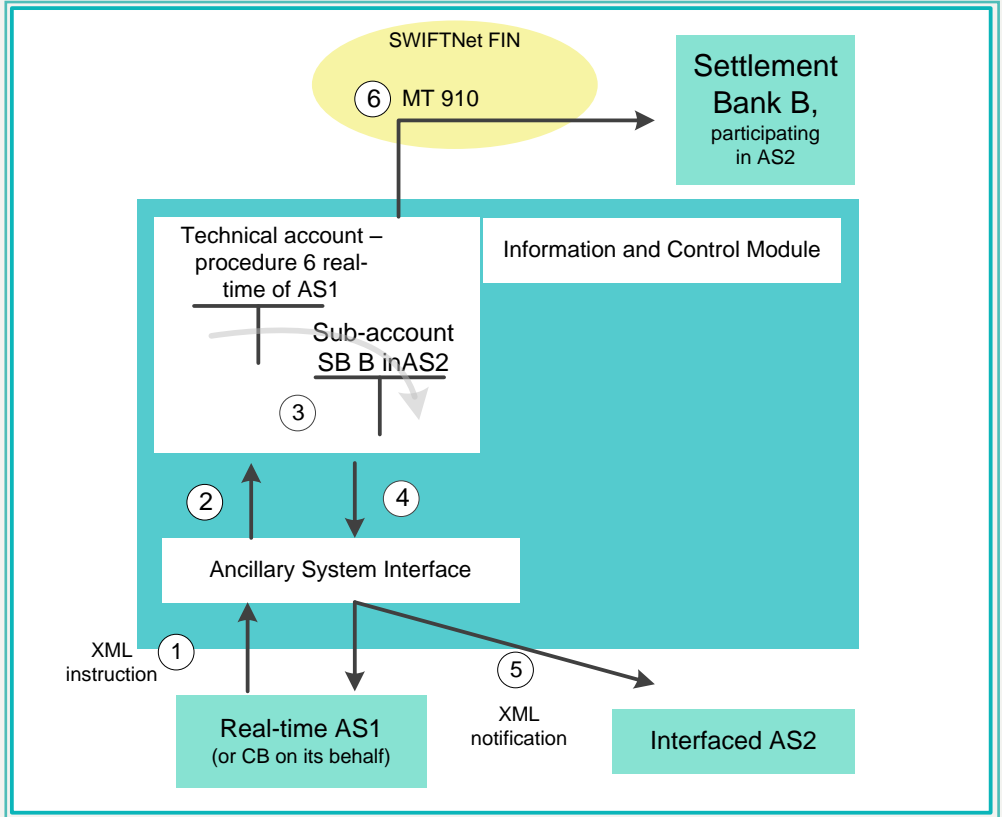 SWIFTNet FIN
6 MT 910
Settlement
Bank B,
participating
in AS2
Technical account –
procedure 6 real-
time of AS1
Information and Control Module
Sub-account
SB B inAS2
3
2
4
Ancillary System Interface
XML
instruction
1
5
XML
notification
Real-time AS1
(or CB on its behalf)
Interfaced AS2